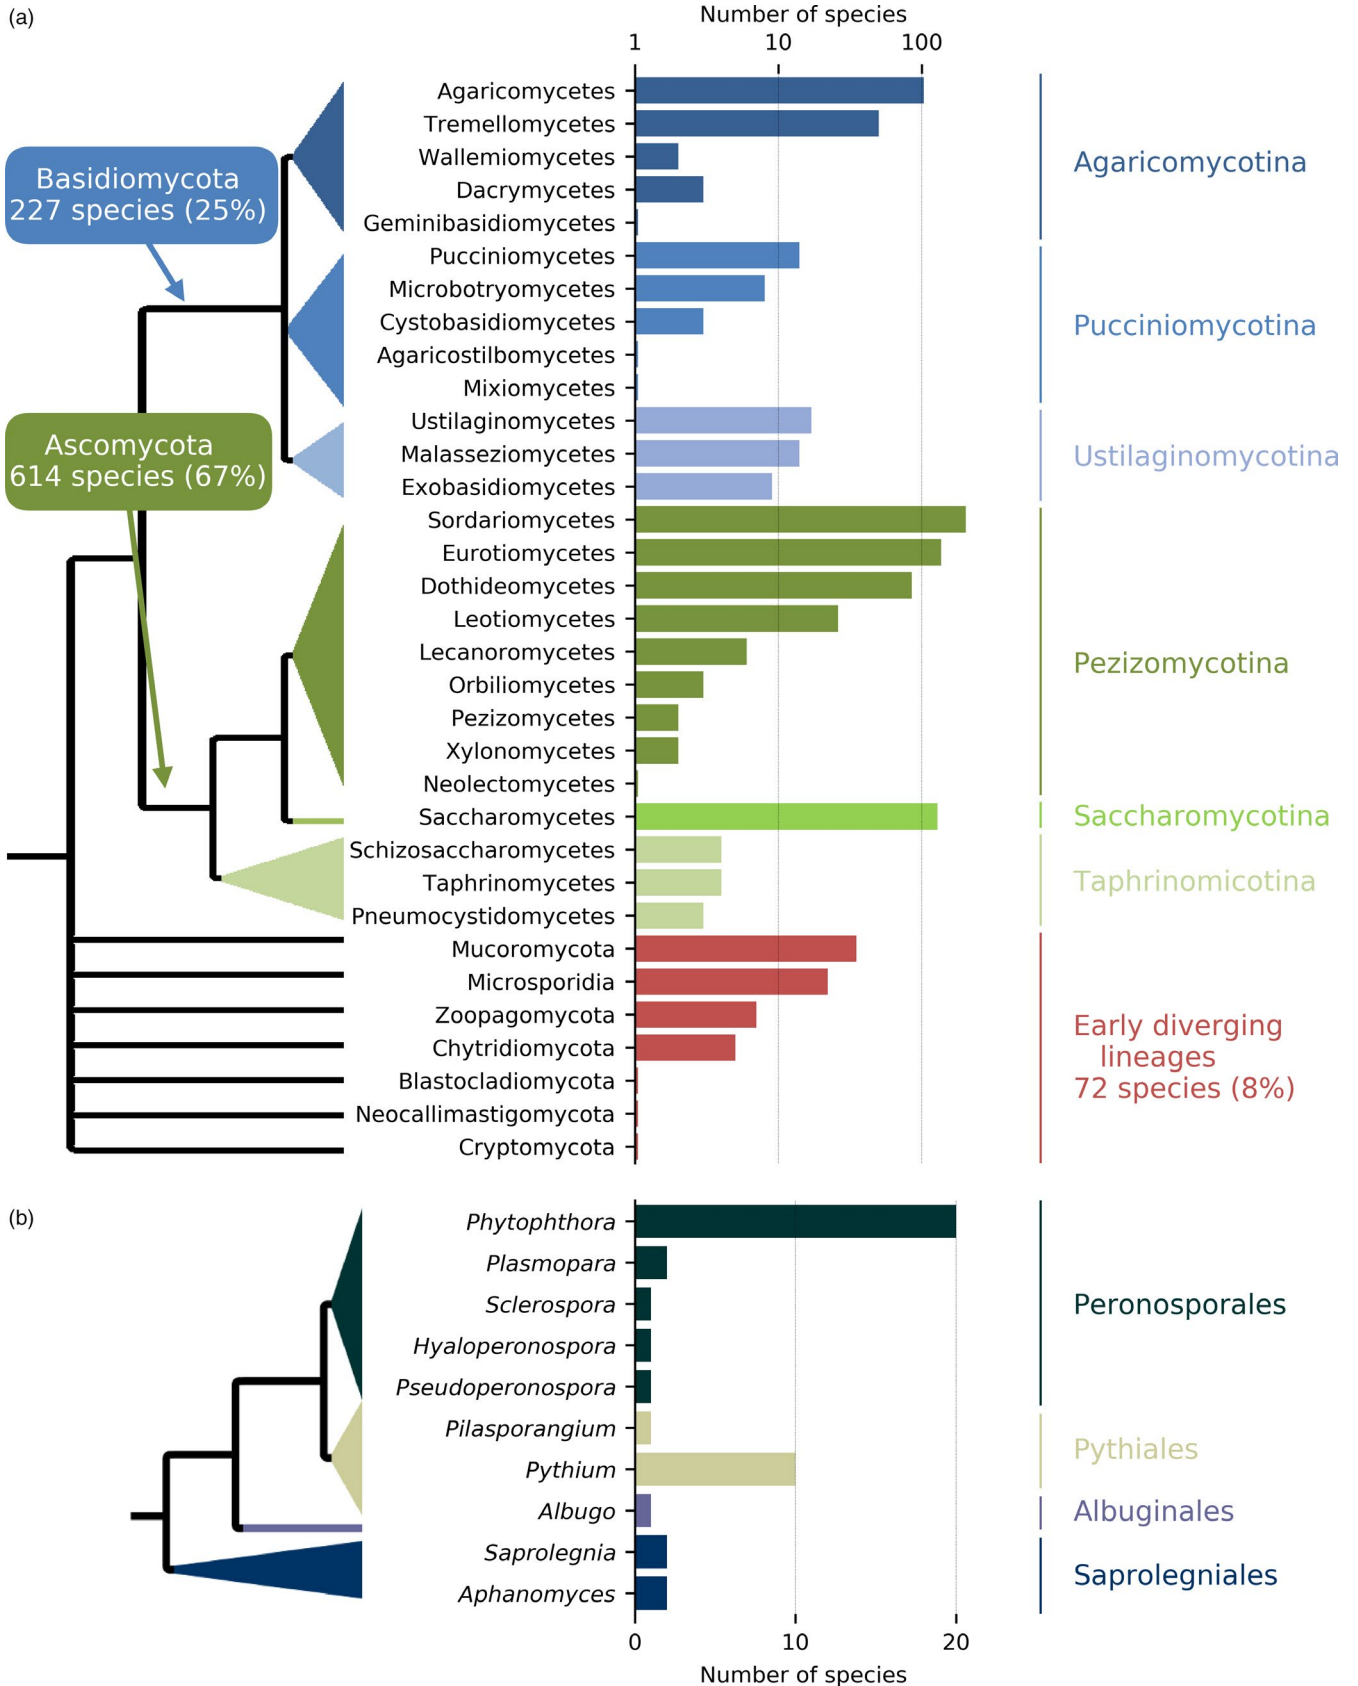 (a)
Number of species
1 10 100
Agaricomycetes
Tremellomycetes
Wallemiomycetes
Dacrymycetes
Geminibasidiomycetes
Agaricomycotina
Basidiomycota
227 species (25%)
Pucciniomycetes
Microbotryomycetes
Cystobasidiomycetes
Agaricostilbomycetes
Mixiomycetes
Pucciniomycotina
Ustilaginomycetes
Malasseziomycetes
Exobasidiomycetes
Ustilaginomycotina
Ascomycota
614 species (67%)
Sordariomycetes
Eurotiomycetes
Dothideomycetes
Leotiomycetes
Lecanoromycetes
Orbiliomycetes
Pezizomycetes
Xylonomycetes
Neolectomycetes
Pezizomycotina
Saccharomycetes
Saccharomycotina
Schizosaccharomycetes
Taphrinomycetes
Pneumocystidomycetes
Taphrinomicotina
Mucoromycota
Microsporidia
Zoopagomycota
Chytridiomycota
Blastocladiomycota
Neocallimastigomycota
Cryptomycota
Early diverging
lineages
72 species (8%)
(b)
Phytophthora
Plasmopara
Sclerospora
Hyaloperonospora
Pseudoperonospora
Peronosporales
Pilasporangium
Pythium
Pythiales
Albugo
Albuginales
Saprolegnia
Aphanomyces
Saprolegniales
0 10 20
Number of species